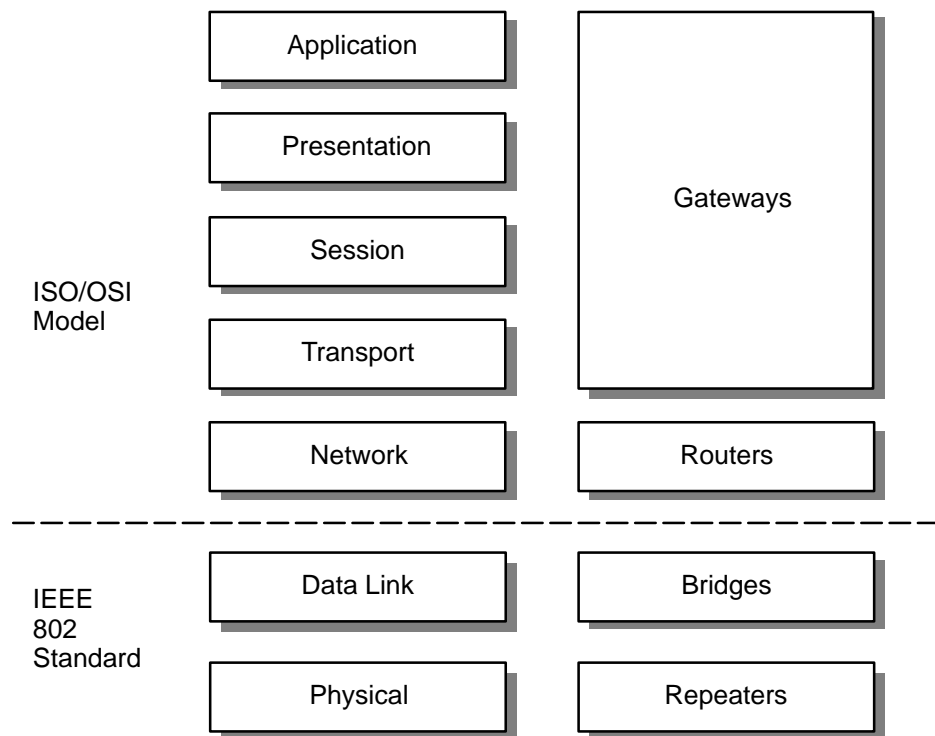 Application
Presentation
Gateways
Session
ISO/OSI
Model
Transport
Network
Routers
Data Link
Bridges
IEEE
802
Standard
Physical
Repeaters